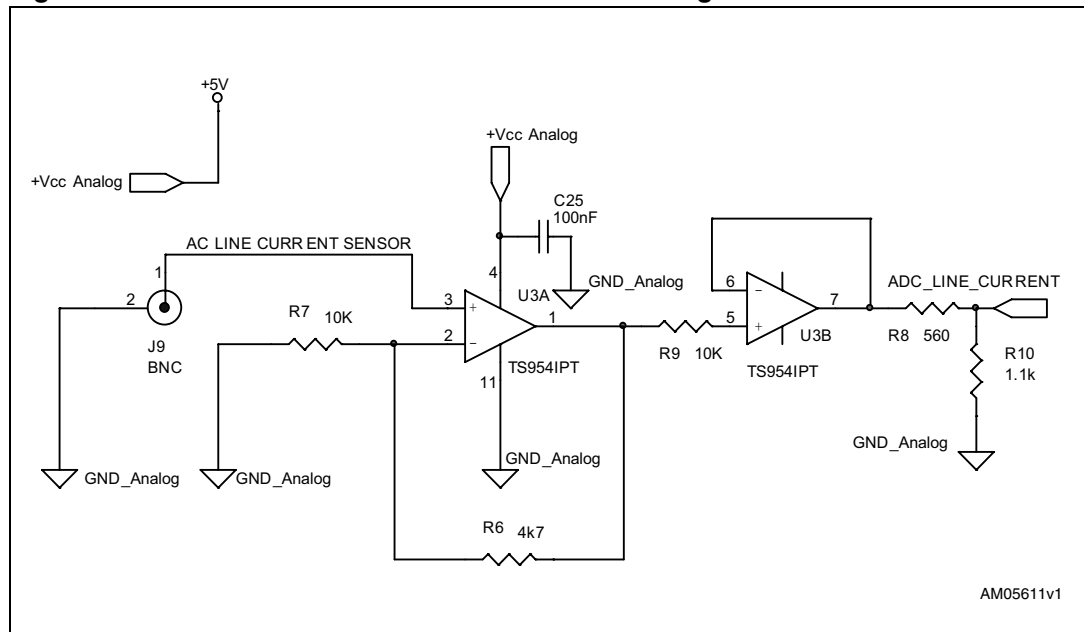 +5V
+Vcc Analog
+Vcc Analog
C25
100nF
AC LINE CURRENT SENSOR
1
2
J9
BNC
4
GND_Analog
U3A
3
+
2
−
1
11
TS954IPT
R7 10K
6
−
5
+
7
U3B
TS954IPT
ADC_LINE_CURRENT
R8 560
R9 10K
R10
1.1k
GND_Analog
GND_Analog
GND_Analog
GND_Analog
R6 4k7
AM05611v1